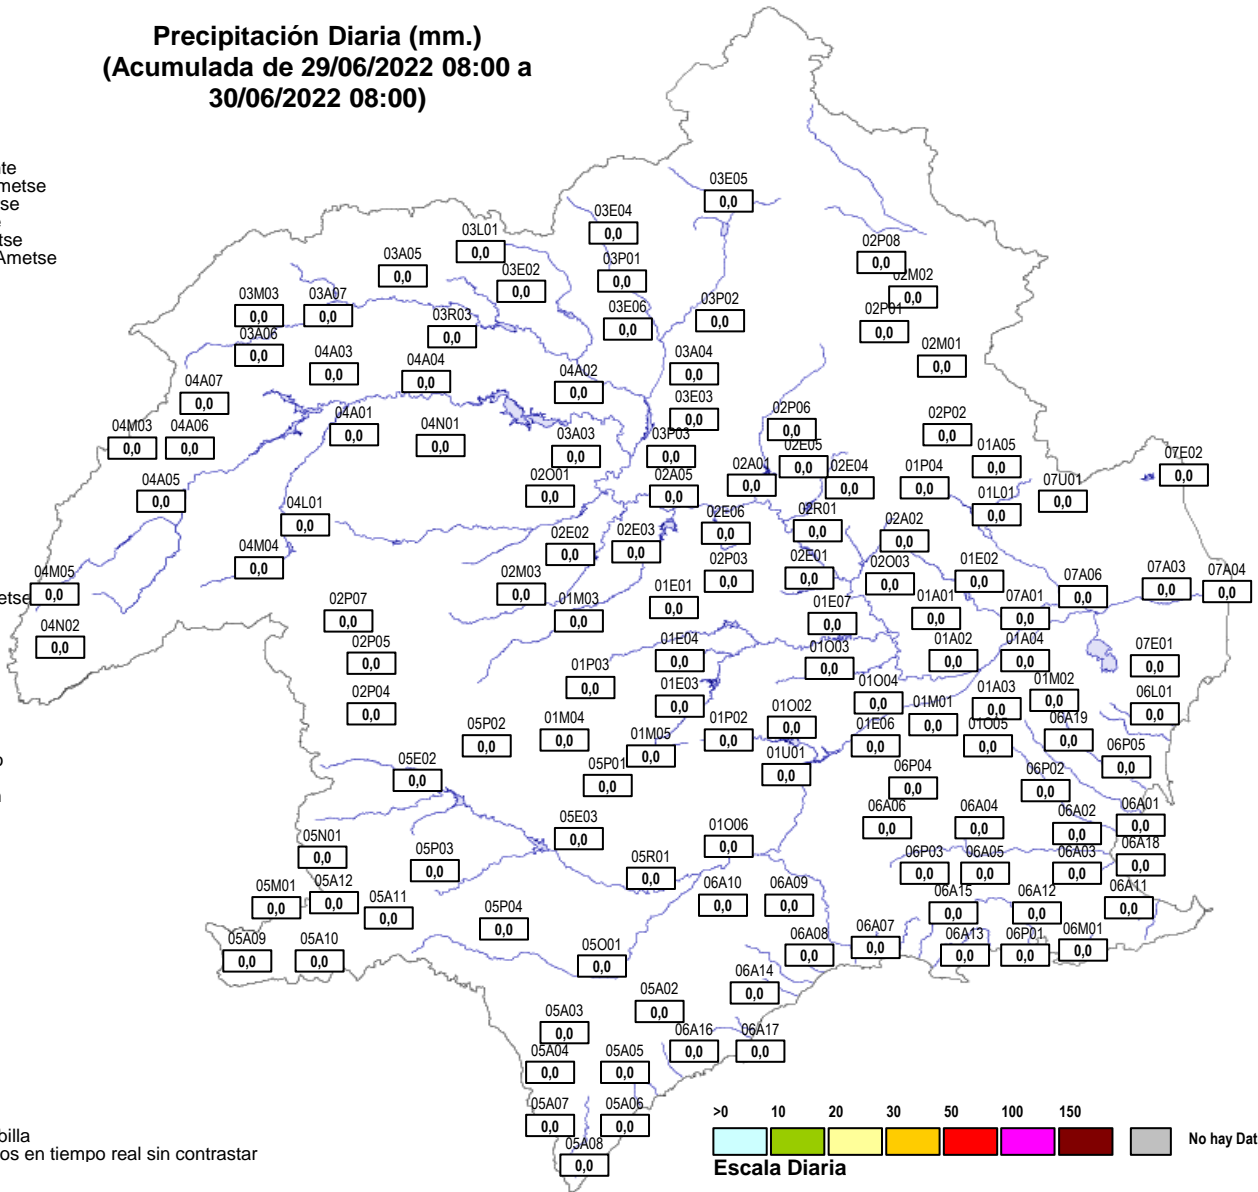 Precipitación Diaria (mm.)
(Acumulada de 29/06/2022 08:00 a
30/06/2022 08:00)
nte
metse
se
e
tse
Ametse
etse
o
n
billa
os en tiempo real sin contrastar
03E05
0,0
03E04
0,0
03L01
0,0
03A05
0,0
03P01
0,0
03E02
0,0
02P08
0,0
02M02
0,0
03M03
0,0
03A07
0,0
03R03
0,0
03E06
0,0
03P02
0,0
02P01
0,0
03A06
0,0
04A03
0,0
04A04
0,0
03A04
0,0
02M01
0,0
04A07
0,0
04A02
0,0
03E03
0,0
04M03
0,0
04A06
0,0
04A01
0,0
04N01
0,0
03A03
0,0
03P03
0,0
02P06
0,0
02P02
0,0
02E05
0,0
01A05
0,0
07E02
0,0
04A05
0,0
02O01
0,0
02A05
0,0
02A01
0,0
02E04
0,0
01P04
0,0
07U01
0,0
01L01
0,0
04L01
0,0
02E06
0,0
02R01
0,0
02A02
0,0
04M04
0,0
02E02
0,0
02E03
0,0
04M05
0,0
02M03
0,0
02P03
0,0
02E01
0,0
02O03
0,0
01E02
0,0
07A06
0,0
07A03
0,0
07A04
0,0
01M03
0,0
01E01
0,0
02P07
0,0
01E07
0,0
01A01
0,0
07A01
0,0
04N02
0,0
02P05
0,0
01E04
0,0
01O03
0,0
01A02
0,0
01A04
0,0
07E01
0,0
01P03
0,0
02P04
0,0
01E03
0,0
01O04
0,0
01A03
0,0
01M02
0,0
06L01
0,0
05P02
0,0
01M04
0,0
01P02
0,0
01O02
0,0
01M01
0,0
01E06
0,0
01O05
0,0
06A19
0,0
01M05
0,0
06P05
0,0
05E02
0,0
05P01
0,0
01U01
0,0
06P04
0,0
06P02
0,0
05E03
0,0
01O06
0,0
06A06
0,0
06A04
0,0
06A02
0,0
06A01
0,0
05N01
0,0
05P03
0,0
05R01
0,0
06P03
0,0
06A05
0,0
06A03
0,0
06A18
0,0
05M01
0,0
05A12
0,0
05A11
0,0
06A10
0,0
06A09
0,0
06A15
0,0
06A12
0,0
06A11
0,0
05P04
0,0
05A09
0,0
05A10
0,0
05O01
0,0
06A08
0,0
06A07
0,0
06A13
0,0
06P01
0,0
06M01
0,0
06A14
0,0
05A02
0,0
05A03
0,0
06A16
0,0
06A17
0,0
05A04
0,0
05A05
0,0
05A07
0,0
05A06
0,0
05A08
0,0
>0 10 20 30 50 100 150
No hay Dat
Escala Diaria